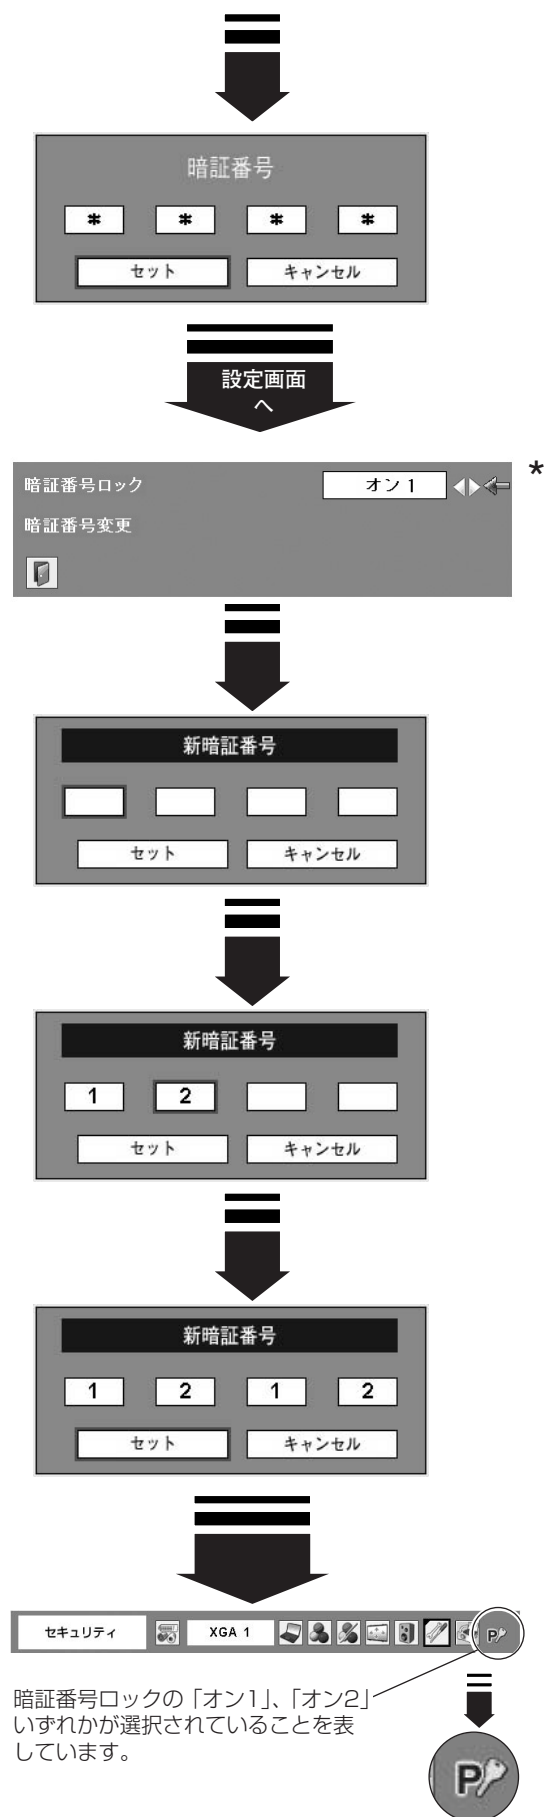 暗証番号
* * * *
セット キャンセル
設定画面
へ
*
暗証番号ロック オン 1
暗証番号変更
新暗証番号
セット キャンセル
新暗証番号
1 2
セット キャンセル
新暗証番号
1 2 1 2
セット キャンセル
セキュリティ XGA 1 P
暗証番号ロックの「オン1」、「オン2」
いずれかが選択されていることを表
しています。
P